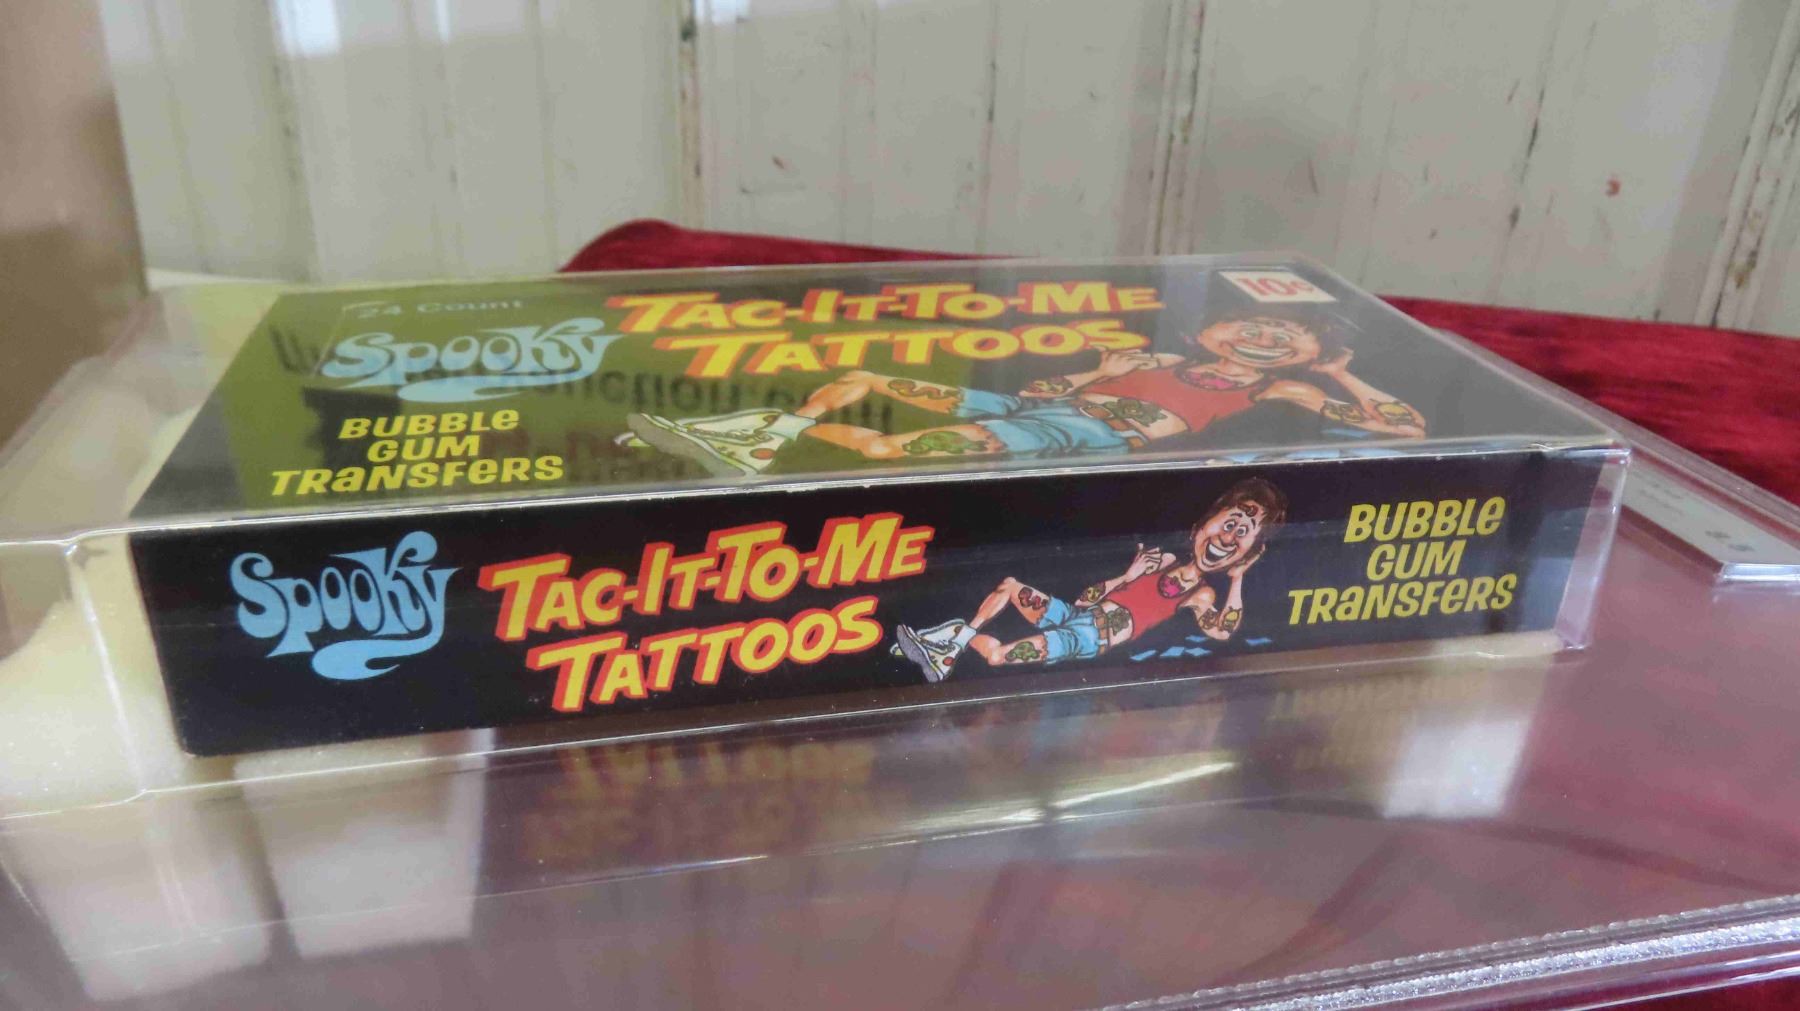 24 Count
Spooky
TAC-IT-TO-ME
TATTOOS
10¢
BUBBLE
GUM
TRANSFERS
Spooky
TAC-IT-TO-ME
TATTOOS
BUBBLE
GUM
TRANSFERS